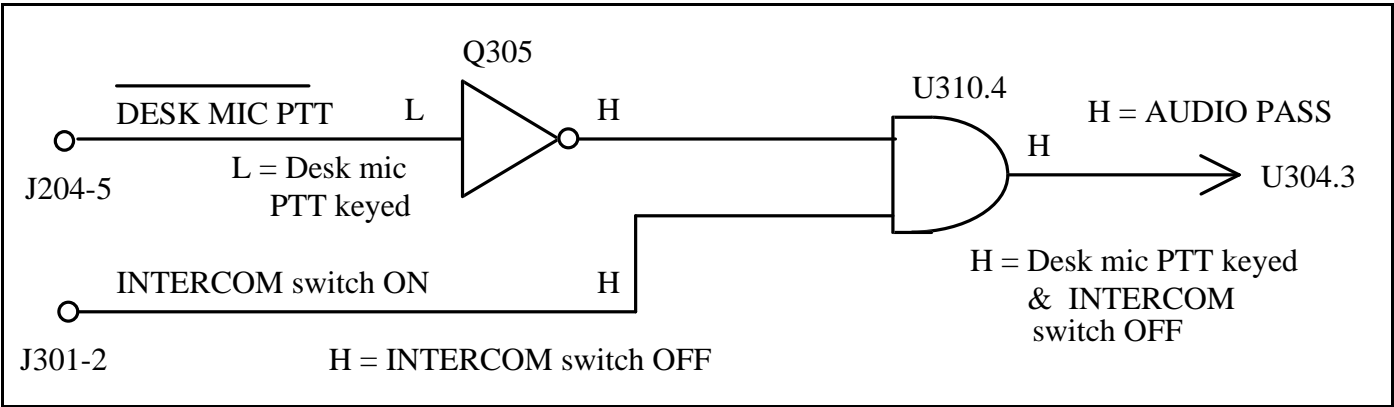 Q305
U310.4
DESK MIC PTT
L
H
H = AUDIO PASS
H
L = Desk mic
PTT keyed
J204-5
U304.3
INTERCOM switch ON
H
H = Desk mic PTT keyed
& INTERCOM
switch OFF
J301-2
H = INTERCOM switch OFF